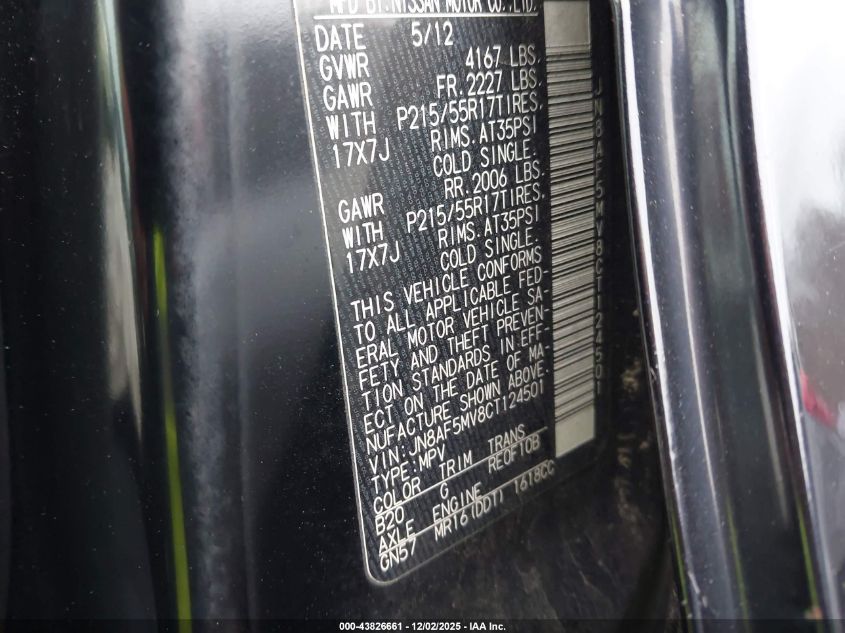 MFD BY:NISSAN MOTOR CO.,LTD.
DATE 5/12
GVWR 4167 LBS.
GAWR FR.2227 LBS.
WITH P215/55R17TIRES,
17X7J RIMS.AT35PSI
COLD SINGLE.
GAWR RR.2006 LBS.
WITH P215/55R17TIRES,
17X7J RIMS.AT35PSI
COLD SINGLE.
THIS VEHICLE CONFORMS
TO ALL APPLICABLE FED-
ERAL MOTOR VEHICLE SA-
FETY AND THEFT PREVEN-
TION STANDARDS IN EFF-
ECT ON THE DATE OF MA-
NUFACTURE SHOWN ABOVE.
VIN:JN8AF5MV8CT124501
TYPE:MPV
COLOR TRIM TRANS
B20 G RE0F10B
AXLE ENGINE
GN57 MR16(DDT) 1618CC
JN8AF5MV8CT124501
000-43826661 - 12/02/2025 - IAA Inc.